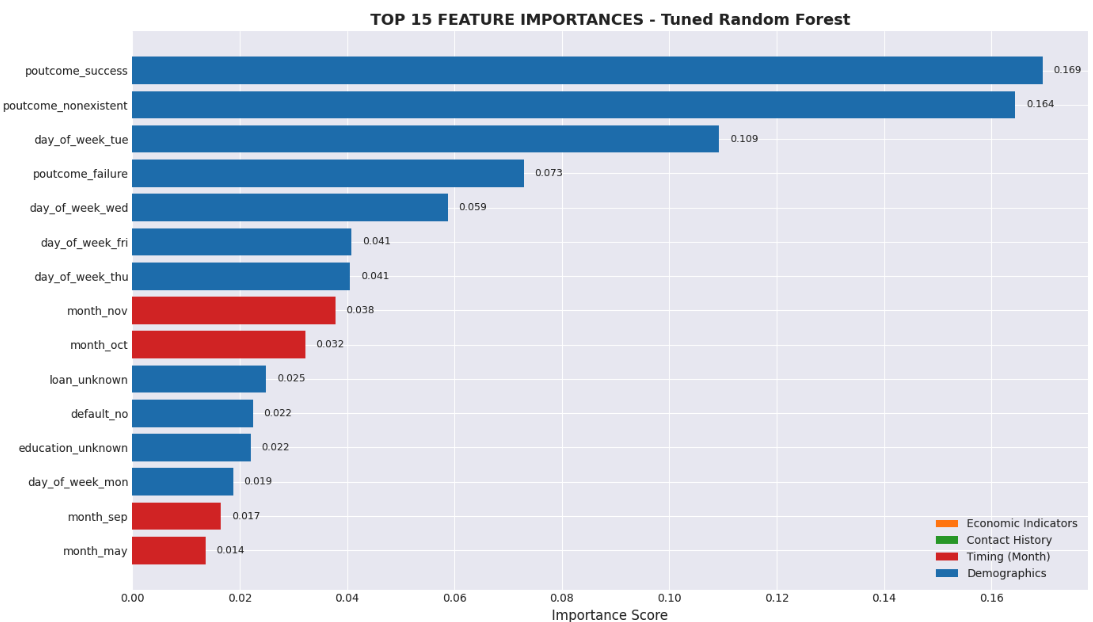 TOP 15 FEATURE IMPORTANCES - Tuned Random Forest
poutcome_success 0.169
poutcome_nonexistent 0.164
day_of_week_tue 0.109
poutcome_failure 0.073
day_of_week_wed 0.059
day_of_week_fri 0.041
day_of_week_thu 0.041
month_nov 0.038
month_oct 0.032
loan_unknown 0.025
default_no 0.022
education_unknown 0.022
day_of_week_mon 0.019
month_sep 0.017
month_may 0.014
Economic Indicators
Contact History
Timing (Month)
Demographics
0.00 0.02 0.04 0.06 0.08 0.10 0.12 0.14 0.16
Importance Score